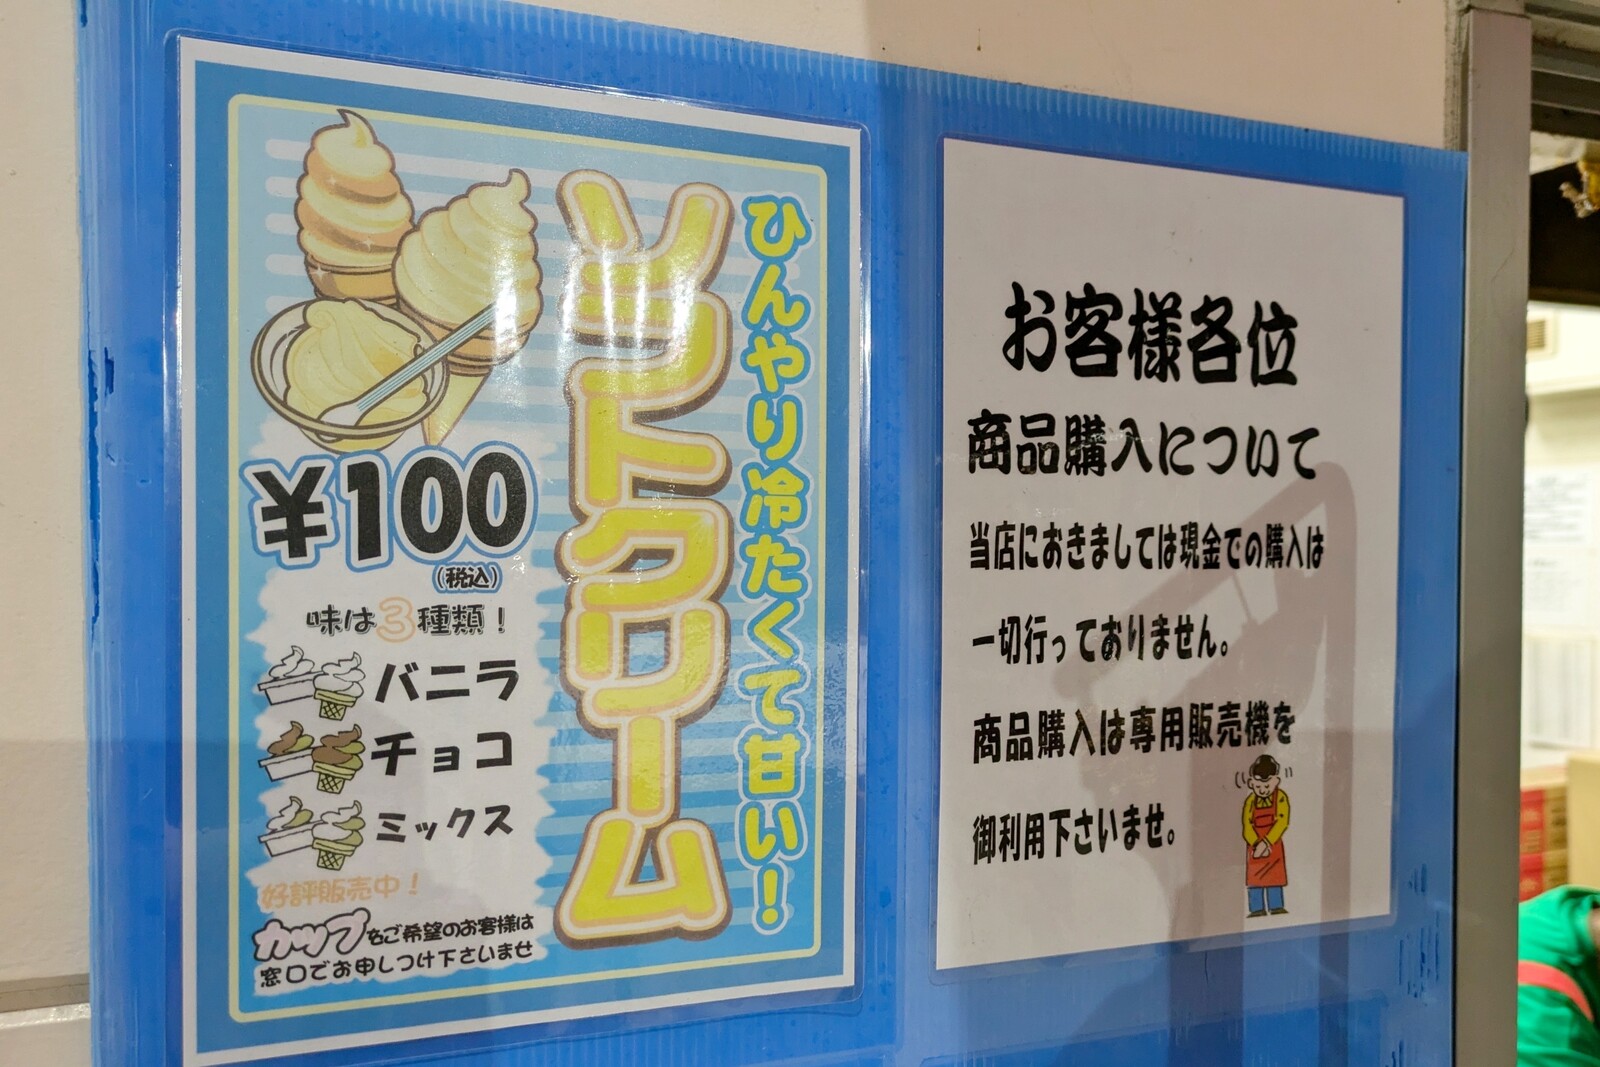 ひんやり冷たくて甘い!
ソフトクリーム
¥100
(税込)
味は3種類!
バニラ
チョコ
ミックス
好評販売中!
カップをご希望のお客様は
窓口でお申しつけ下さいませ
お客様各位
商品購入について
当店におきましては現金での購入は
一切行っておりません。
商品購入は専用販売機を
御利用下さいませ。